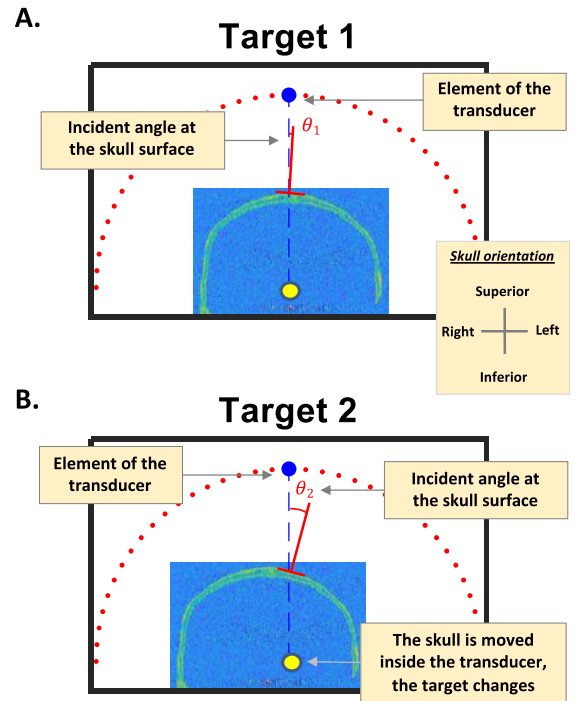 A.
Target 1
Element of the
transducer
Incident angle at
the skull surface
θ₁
Skull orientation
Superior
Right
Left
Inferior
B.
Target 2
Element of the
transducer
Incident angle at
the skull surface
θ₂
The skull is moved
inside the transducer,
the target changes